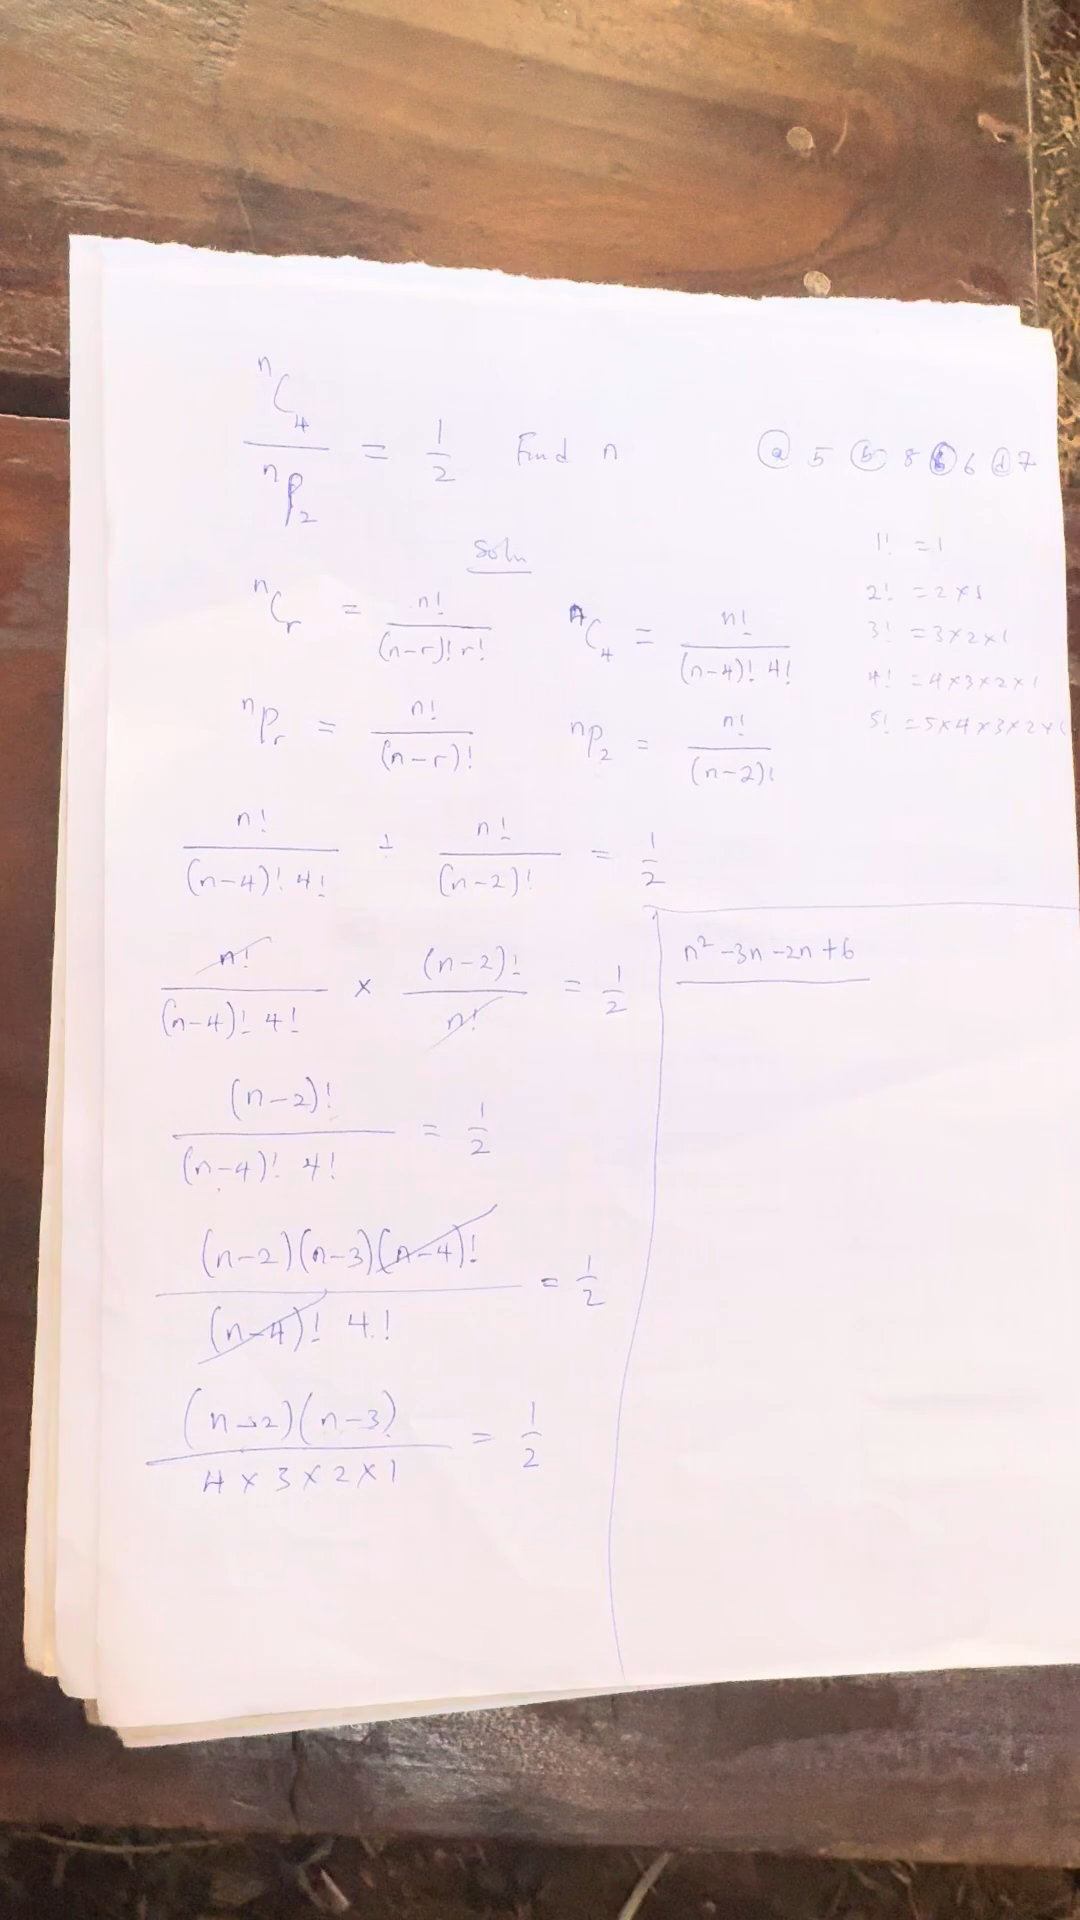 ⁿC₄/ⁿP₂ = 1/2 Find n (a) 5 (b) 8 (c) 6 (d) 7
Soln
ⁿCᵣ = n!/(n-r)! r! ⁿC₄ = n!/(n-4)! 4!
ⁿPᵣ = n!/(n-r)! ⁿP₂ = n!/(n-2)!
1! = 1
2! = 2×1
3! = 3×2×1
4! = 4×3×2×1
5! = 5×4×3×2×1
n!/(n-4)! 4! ÷ n!/(n-2)! = 1/2
n!/(n-4)! 4! × (n-2)!/n! = 1/2
(n-2)!/(n-4)! 4! = 1/2
(n-2)(n-3)(n-4)!/(n-4)! 4! = 1/2
(n-2)(n-3)/4×3×2×1 = 1/2
n² -3n -2n +6